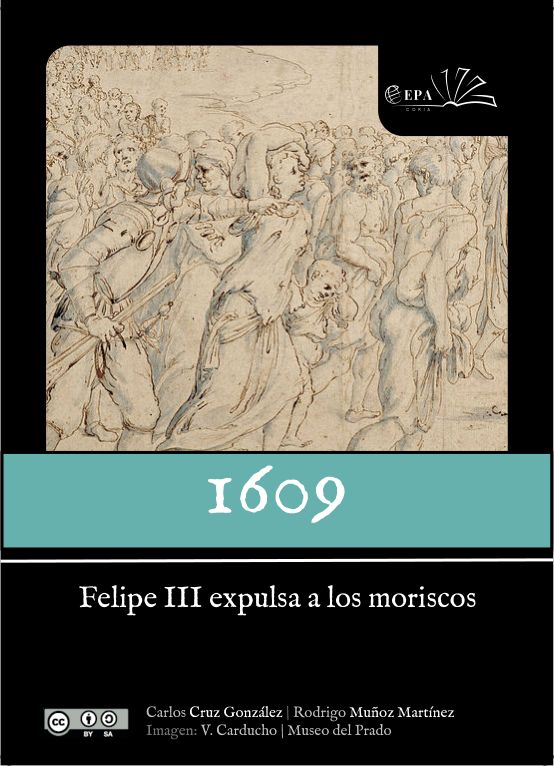 EPA
CORIA
1609
Felipe III expulsa a los moriscos
Carlos Cruz González | Rodrigo Muñoz Martínez
Imagen: V. Carducho | Museo del Prado
cc
BY SA